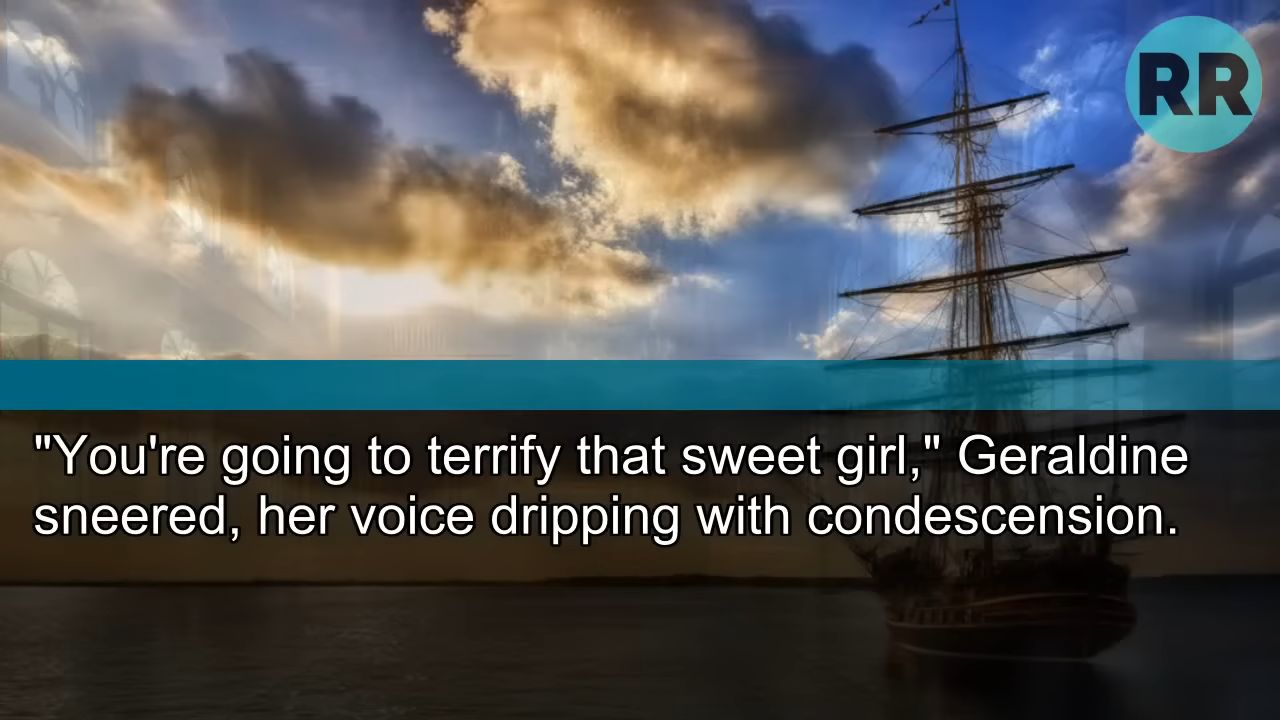 RR
"You're going to terrify that sweet girl," Geraldine
sneered, her voice dripping with condescension.